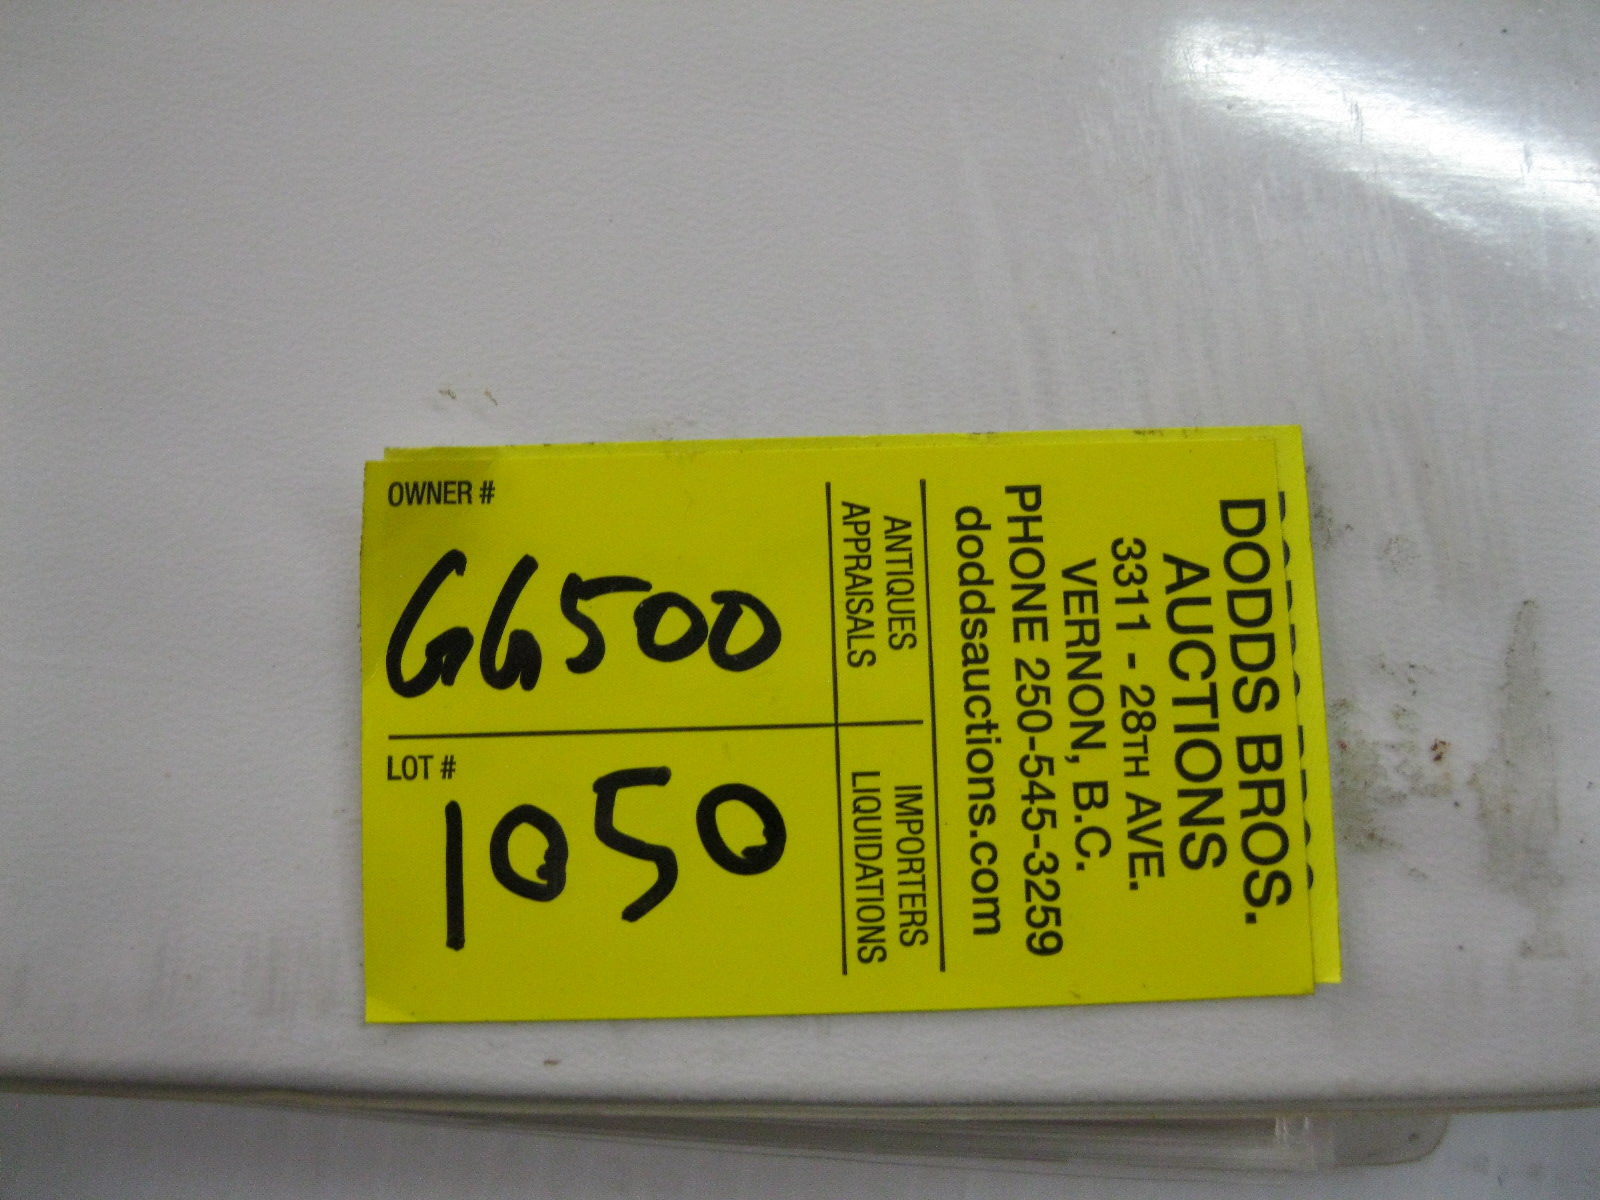 DODDS BROS.
AUCTIONS
3311 - 28TH AVE.
VERNON, B.C.
PHONE 250-545-3259
doddsauctions.com
ANTIQUES
APPRAISALS
IMPORTERS
LIQUIDATIONS
OWNER #
GG500
LOT #
1050